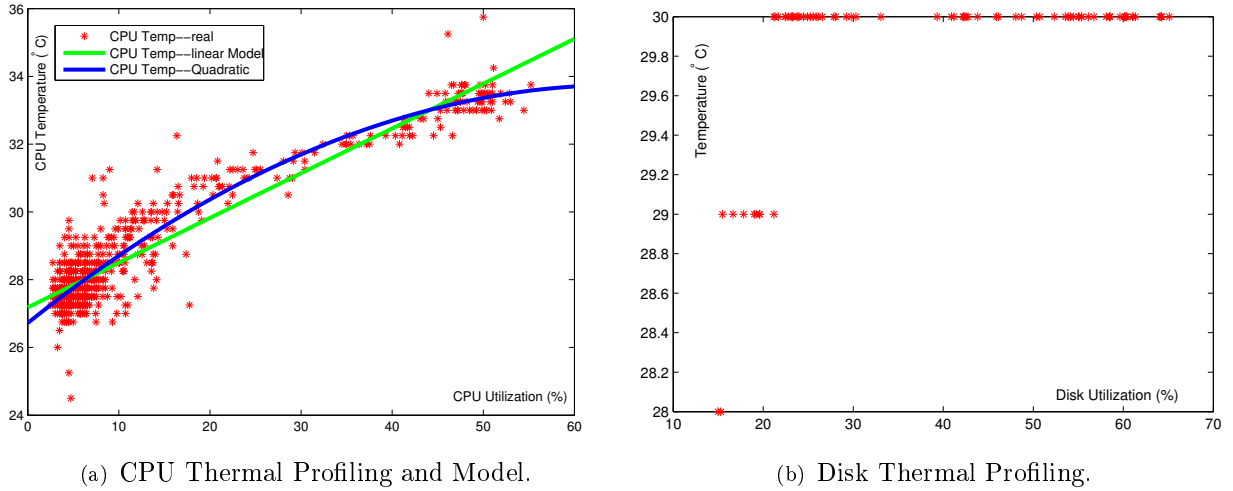 36
34
32
30
28
26
24
CPU Temperature (° C)
CPU Temp--real
CPU Temp--linear Model
CPU Temp--Quadratic
CPU Utilization (%)
0 10 20 30 40 50 60
(a) CPU Thermal Profiling and Model.
30
29.8
29.6
29.4
29.2
29
28.8
28.6
28.4
28.2
28
Temperature (° C)
Disk Utilization (%)
10 20 30 40 50 60 70
(b) Disk Thermal Profiling.